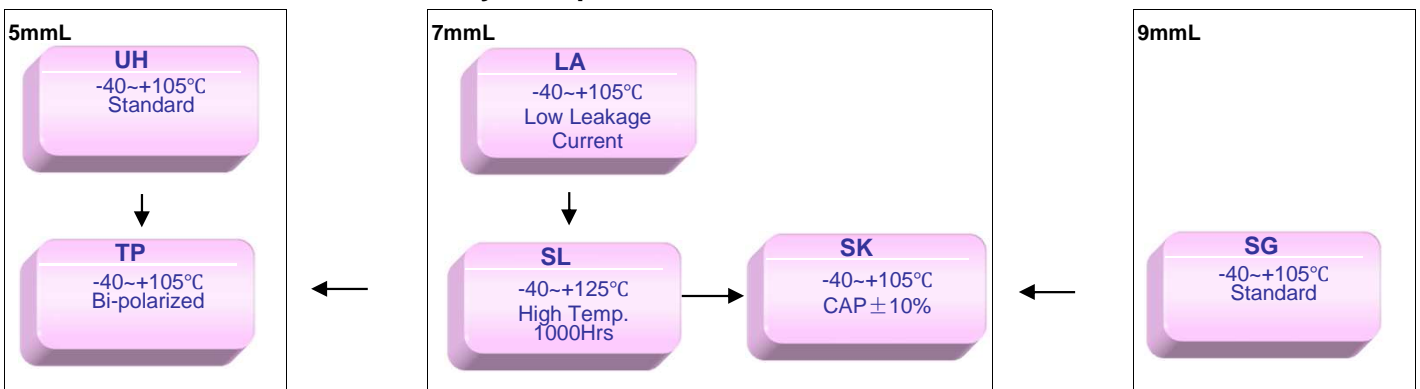 5mmL
UH
-40~+105℃
Standard
TP
-40~+105℃
Bi-polarized
7mmL
LA
-40~+105℃
Low Leakage
Current
SL
-40~+125℃
High Temp.
1000Hrs
SK
-40~+105℃
CAP±10%
9mmL
SG
-40~+105℃
Standard